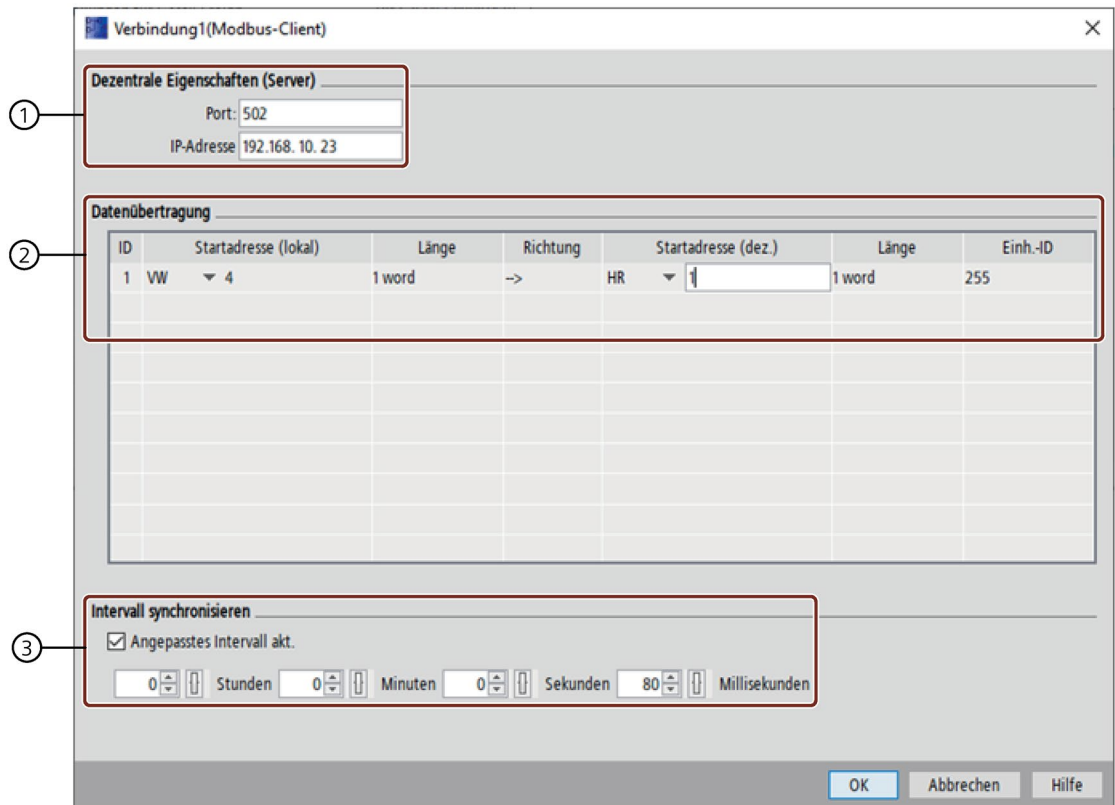 Verbindung1(Modbus-Client)
Dezentrale Eigenschaften (Server)
① Port: 502
IP-Adresse 192.168. 10. 23
Datenübertragung
② ID Startadresse (lokal) Länge Richtung Startadresse (dez.) Länge Einh.-ID
1 VW 4 1 word --> HR 1 1 word 255
Intervall synchronisieren
③ Angepasstes Intervall akt.
0 Stunden 0 Minuten 0 Sekunden 80 Millisekunden
OK Abbrechen Hilfe